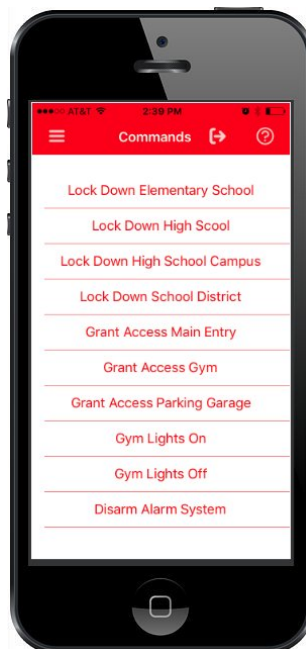 AT&T 2:39 PM
Commands
Lock Down Elementary School
Lock Down High Scool
Lock Down High School Campus
Lock Down School District
Grant Access Main Entry
Grant Access Gym
Grant Access Parking Garage
Gym Lights On
Gym Lights Off
Disarm Alarm System